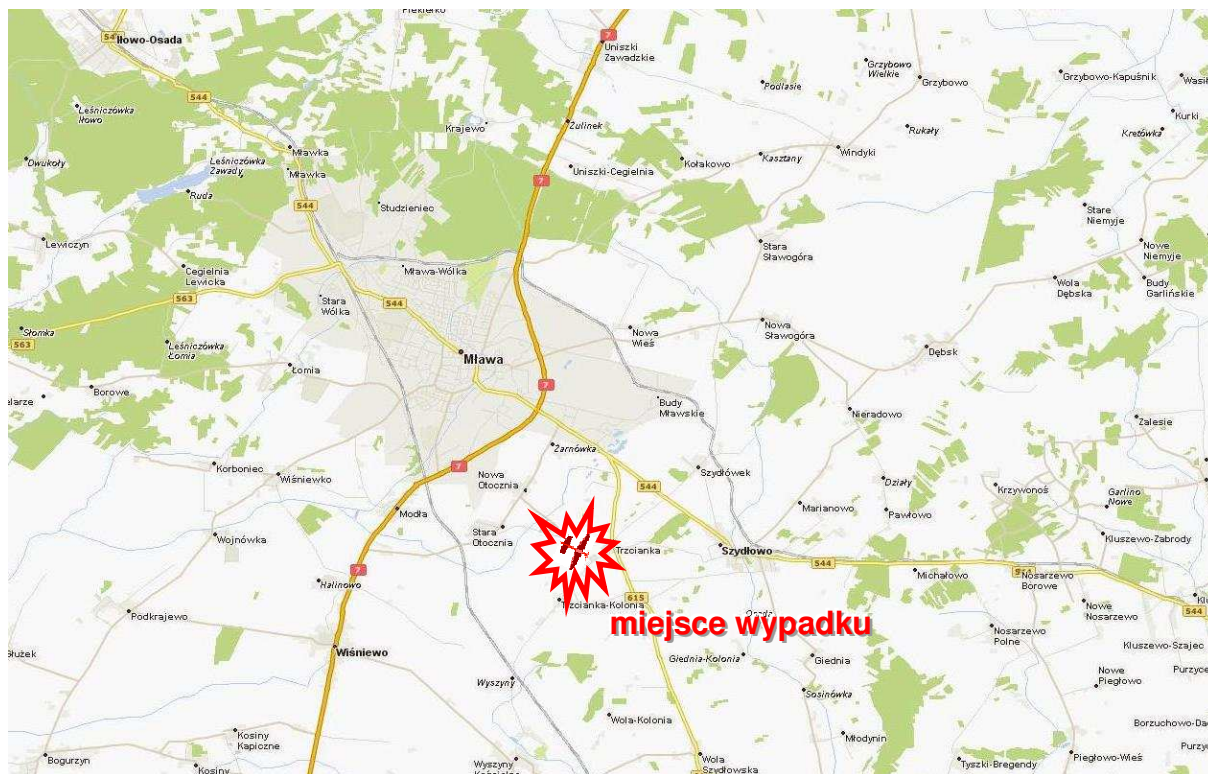 544
Iłowo-Osada
7
Uniszki
Zawadzkie
Grzybowo
Wielkie
Grzybowo
Grzybowo-Kapuśnik
Podlasie
544
Leśniczówka
Iłowo
Krajewo
Żulinek
Rukały
Kurki
Krętówka
Mławka
Windyki
Dwukoły
Leśniczówka
Zawady
Mławka
Uniszki-Cegielnia
Kołakowo
Kasztany
7
Ruda
544
Studzieniec
Stare
Niemyje
Lewiczyn
Stara
Sławogóra
Nowe
Niemyje
Cegielnia
Lewicka
Mława-Wólka
Wola
Dębska
Budy
Garlińskie
563
Stara
Wólka
544
Słomka
563
Leśniczówka
Łomia
Nowa
Wieś
Nowa
Sławogóra
Mława
Dębsk
Łomia
7
Borowe
Budy
Mławskie
Nieradowo
Zalesie
Żarnówka
Korboniec
Wiśniewko
7
Nowa
Otocznia
Szydłówek
544
Działy
Krzywonoś
Garlino
Nowe
Modła
Marianowo
Pawłowo
Wojnówka
Stara
Otocznia
Trzcianka
Szydłowo
544
Kluszewo-Zabrody
Halinowo
7
Michałowo
Nosarzewo
Borowe
Podkrajewo
615
Trzcianka-Kolonia
miejsce wypadku
Nowe
Nosarzewo
544
Nosarzewo
Polne
Wiśniewo
Giednia-Kolonia
Giednia
Kluszewo-Szajec
Nowe
Piegłowo
Wyszyny
Sosinówka
Wola-Kolonia
Kosiny
Kapiczne
Młodynin
Bogurzyn
Kosiny
Wyszyny
Wola
Szydłowska
Tyszki-Bregendy
Piegłowo-Wieś